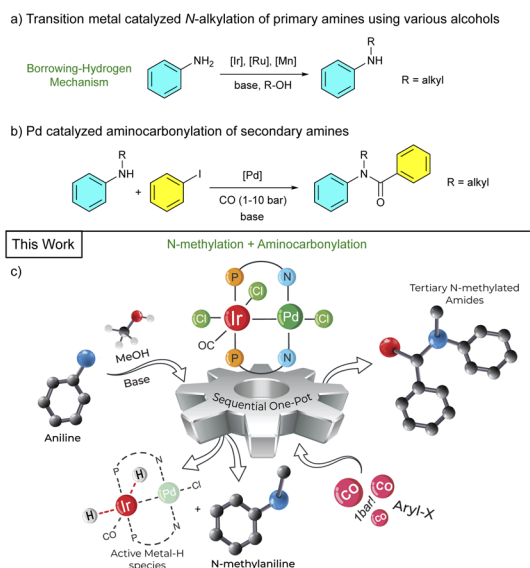 a) Transition metal catalyzed N-alkylation of primary amines using various alcohols
Borrowing-Hydrogen
Mechanism
NH2
[Ir], [Ru], [Mn]
base, R-OH
R
NH
R = alkyl
b) Pd catalyzed aminocarbonylation of secondary amines
R
NH
+
I
[Pd]
CO (1-10 bar)
base
R
N
O
R = alkyl
This Work
N-methylation + Aminocarbonylation
c)
P
N
Cl
Cl
Ir
Pd
Cl
OC
P
N
MeOH
Base
Aniline
Sequential One-pot
Tertiary N-methylated
Amides
P
N
H
Ir
Pd
Cl
H
CO
P
N
Active Metal-H
species
+
N-methylaniline
CO
CO
CO
1bar!
Aryl-X